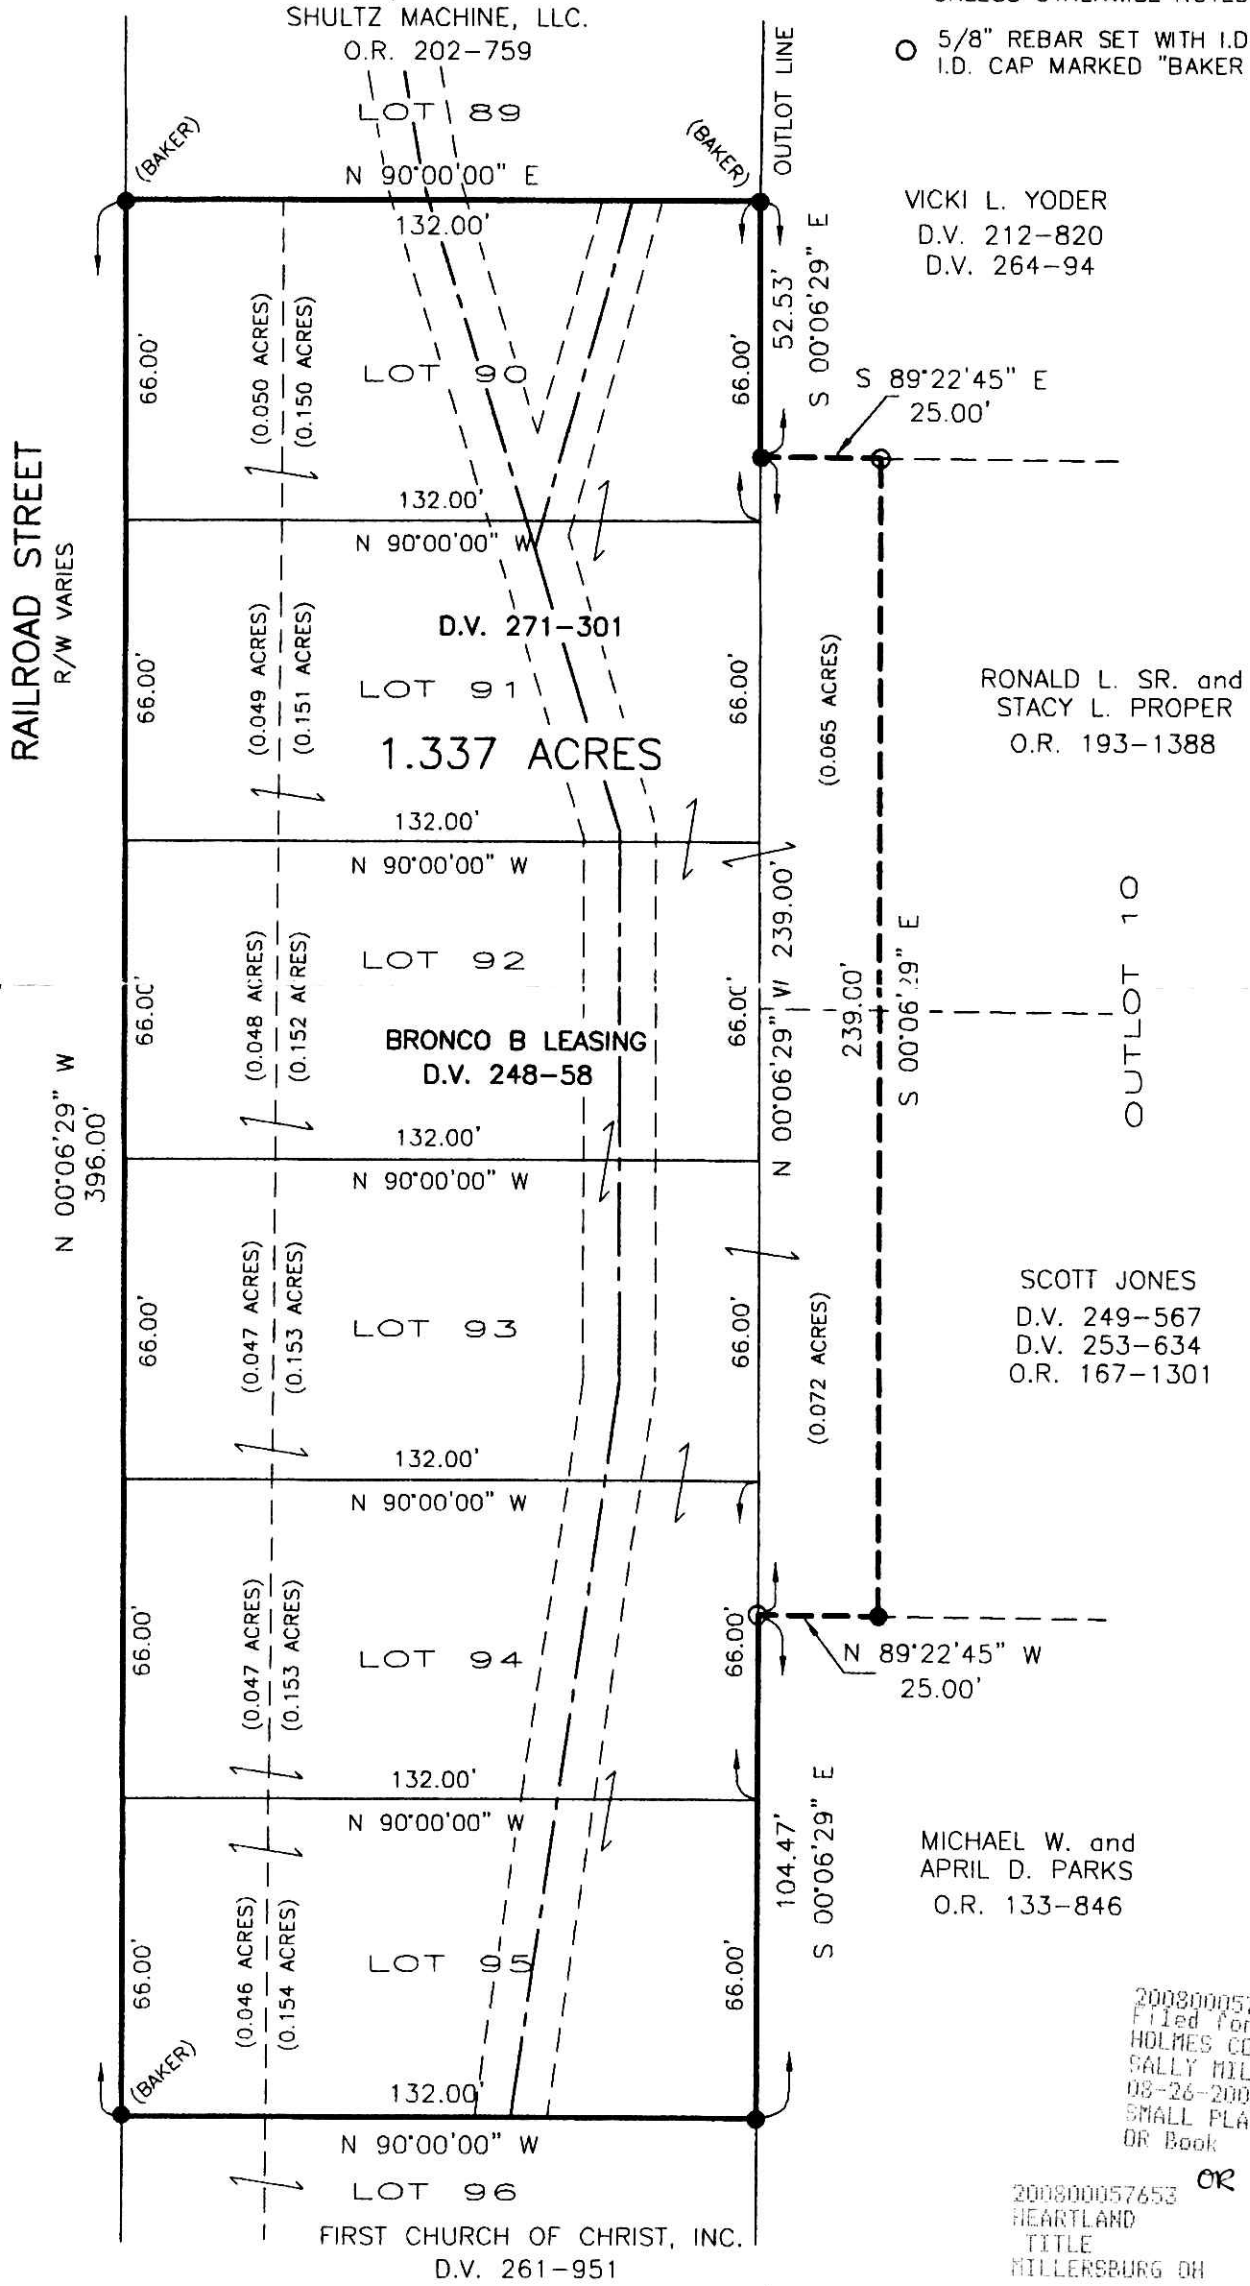 SHULTZ MACHINE, LLC.
O.R. 202-759
5/8" REBAR SET WITH I.D
I.D. CAP MARKED "BAKER
LOT 89
OUTLOT LINE
(BAKER)
(BAKER)
N 90°00'00" E
132.00'
VICKI L. YODER
D.V. 212-820
D.V. 264-94
52.53'
S 00°06'29" E
66.00'
(0.050 ACRES)
(0.150 ACRES)
LOT 90
66.00'
S 89°22'45" E
25.00'
132.00'
N 90°00'00" W
RAILROAD STREET
R/W VARIES
D.V. 271-301
66.00'
(0.049 ACRES)
(0.151 ACRES)
LOT 91
66.00'
(0.065 ACRES)
RONALD L. SR. and
STACY L. PROPER
O.R. 193-1388
1.337 ACRES
132.00'
N 90°00'00" W
66.00'
(0.048 ACRES)
(0.152 ACRES)
LOT 92
66.00'
N 00°06'29" W 239.00'
239.00'
S 00°06'29" E
OUTLOT 10
BRONCO B LEASING
D.V. 248-58
N 00°06'29" W
396.00'
132.00'
N 90°00'00" W
66.00'
(0.047 ACRES)
(0.153 ACRES)
LOT 93
66.00'
(0.072 ACRES)
SCOTT JONES
D.V. 249-567
D.V. 253-634
O.R. 167-1301
132.00'
N 90°00'00" W
66.00'
(0.047 ACRES)
(0.153 ACRES)
LOT 94
66.00'
N 89°22'45" W
25.00'
132.00'
N 90°00'00" W
104.47'
S 00°06'29" E
MICHAEL W. and
APRIL D. PARKS
O.R. 133-846
66.00'
(0.046 ACRES)
(0.154 ACRES)
LOT 95
66.00'
(BAKER)
132.00'
N 90°00'00" W
LOT 96
FIRST CHURCH OF CHRIST, INC.
D.V. 261-951
Filed for
HOLMES CO
SALLY MIL
08-26-200
SMALL PLA
OR Book
OR
200800057653
HEARTLAND
TITLE
MILLERSBURG OH